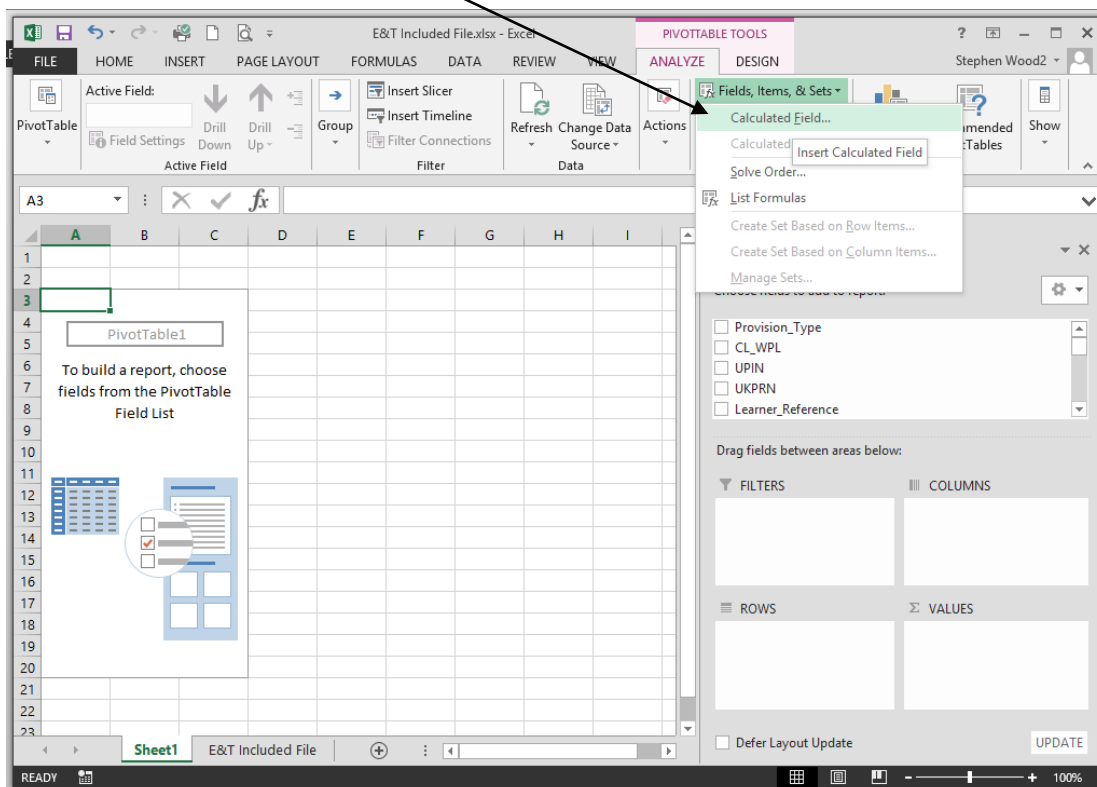 E&T Included File.xlsx - Excel
PIVOTTABLE TOOLS
?
FILE HOME INSERT PAGE LAYOUT FORMULAS DATA REVIEW VIEW ANALYZE DESIGN Stephen Wood2
PivotTable
Active Field:
Field Settings
Drill Down
Drill Up
Active Field
Group
Insert Slicer
Insert Timeline
Filter Connections
Filter
Refresh
Change Data Source
Data
Actions
Fields, Items, & Sets
Show
Calculated Field...
Calculated
Insert Calculated Field
Solve Order...
List Formulas
Create Set Based on Row Items...
Create Set Based on Column Items...
Manage Sets...
A3
fx
A B C D E F G H I
1
2
3
4
5
6
7
8
9
10
11
12
13
14
15
16
17
18
19
20
21
22
23
PivotTable1
To build a report, choose
fields from the PivotTable
Field List
Choose fields to add to report:
Provision_Type
CL_WPL
UPIN
UKPRN
Learner_Reference
Drag fields between areas below:
FILTERS
COLUMNS
ROWS
Σ VALUES
Defer Layout Update
UPDATE
Sheet1 E&T Included File
READY
100%